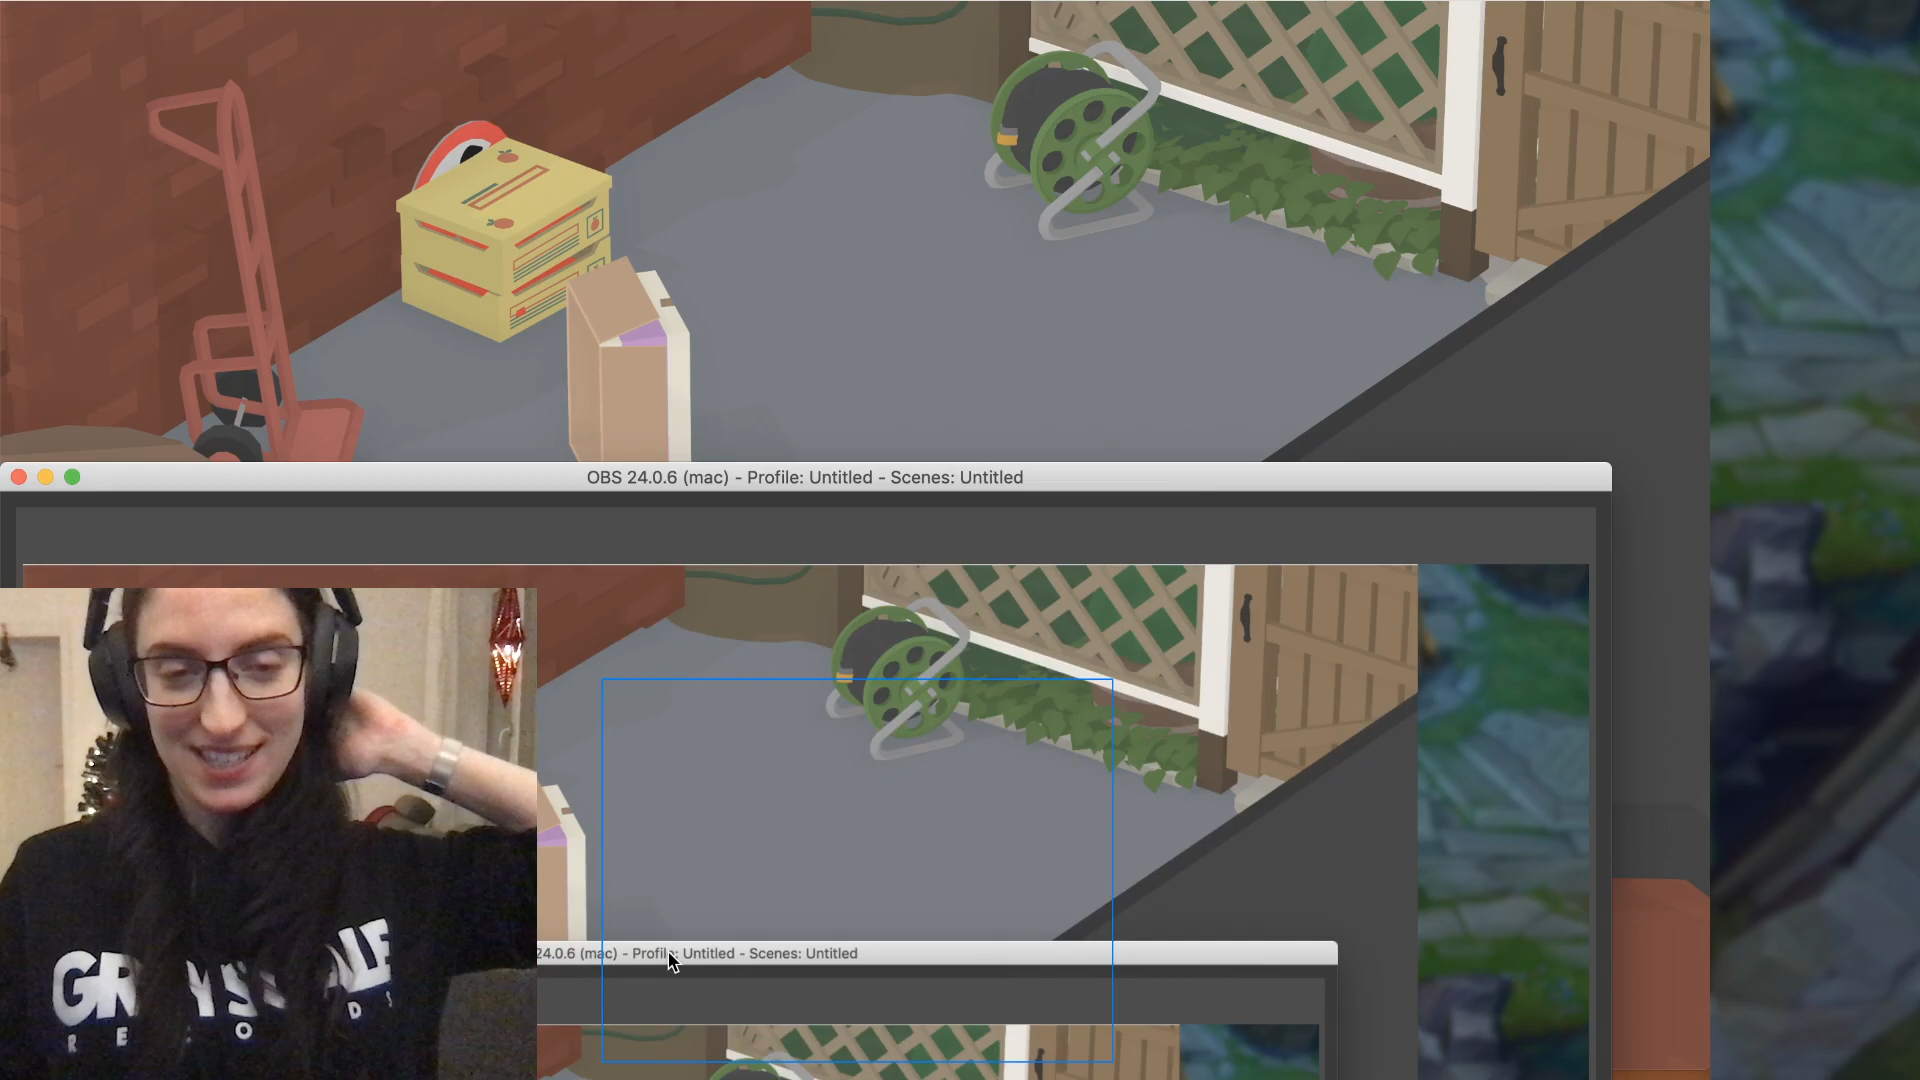 OBS 24.0.6 (mac) - Profile: Untitled - Scenes: Untitled
24.0.6 (mac) - Profile: Untitled - Scenes: Untitled